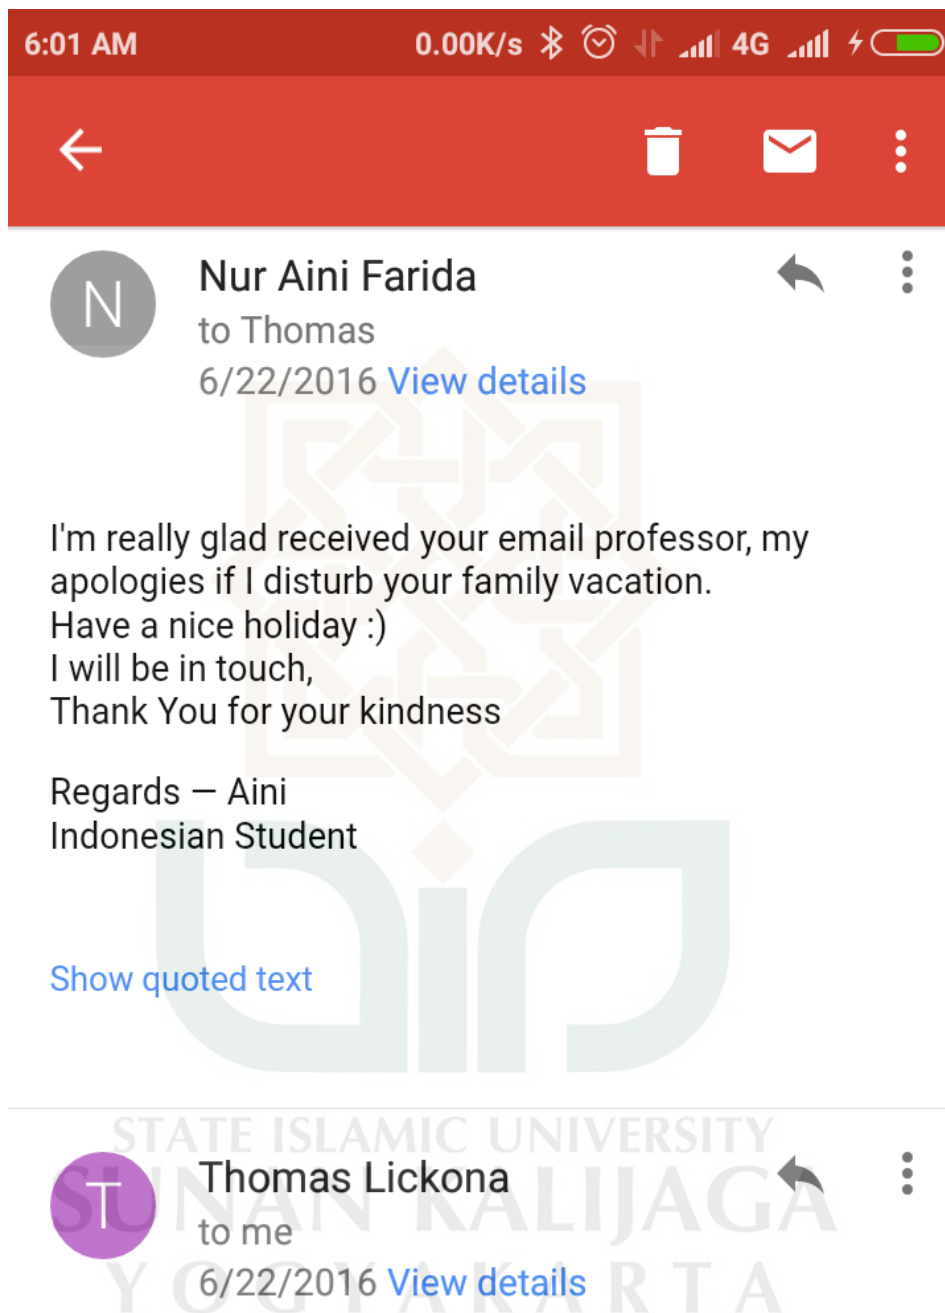 6:01 AM 0.00K/s 4G
N
Nur Aini Farida
to Thomas
6/22/2016 View details
I'm really glad received your email professor, my
apologies if I disturb your family vacation.
Have a nice holiday :)
I will be in touch,
Thank You for your kindness
Regards — Aini
Indonesian Student
Show quoted text
STATE ISLAMIC UNIVERSITY
SUNAN KALIJAGA
YOGYAKARTA
T
Thomas Lickona
to me
6/22/2016 View details